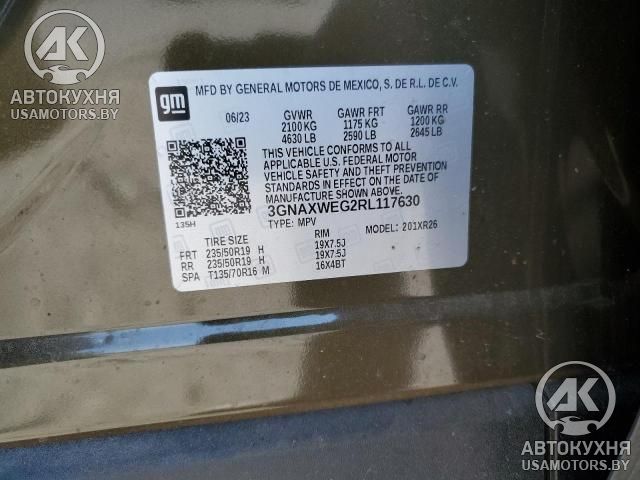 AK
АВТОКУХНЯ
USAMOTORS.BY
gm
MFD BY GENERAL MOTORS DE MEXICO, S. DE R.L. DE C.V.
06/23 GVWR GAWR FRT GAWR RR
2100 KG 1175 KG 1200 KG
4630 LB 2590 LB 2645 LB
THIS VEHICLE CONFORMS TO ALL
APPLICABLE U.S. FEDERAL MOTOR
VEHICLE SAFETY AND THEFT PREVENTION
STANDARDS IN EFFECT ON THE DATE OF
MANUFACTURE SHOWN ABOVE.
3GNAXWEG2RL117630
135H
TYPE: MPV MODEL: 201XR26
TIRE SIZE RIM
FRT 235/50R19 H 19X7.5J
RR 235/50R19 H 19X7.5J
SPA T135/70R16 M 16X4BT
AK
АВТОКУХНЯ
USAMOTORS.BY